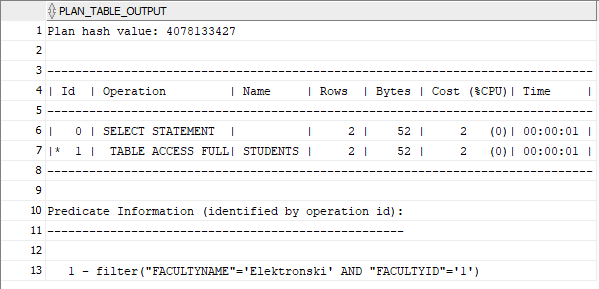 PLAN_TABLE_OUTPUT
1 Plan hash value: 4078133427
2
3 --------------------------------------------------------------------------------
4 | Id  | Operation         | Name     | Rows  | Bytes | Cost (%CPU)| Time     |
5 --------------------------------------------------------------------------------
6 |   0 | SELECT STATEMENT  |          |     2 |    52 |     2   (0)| 00:00:01 |
7 |*  1 |  TABLE ACCESS FULL| STUDENTS |     2 |    52 |     2   (0)| 00:00:01 |
8 --------------------------------------------------------------------------------
9
10 Predicate Information (identified by operation id):
11 ---------------------------------------------------
12
13    1 - filter("FACULTYNAME"='Elektronski' AND "FACULTYID"='1')